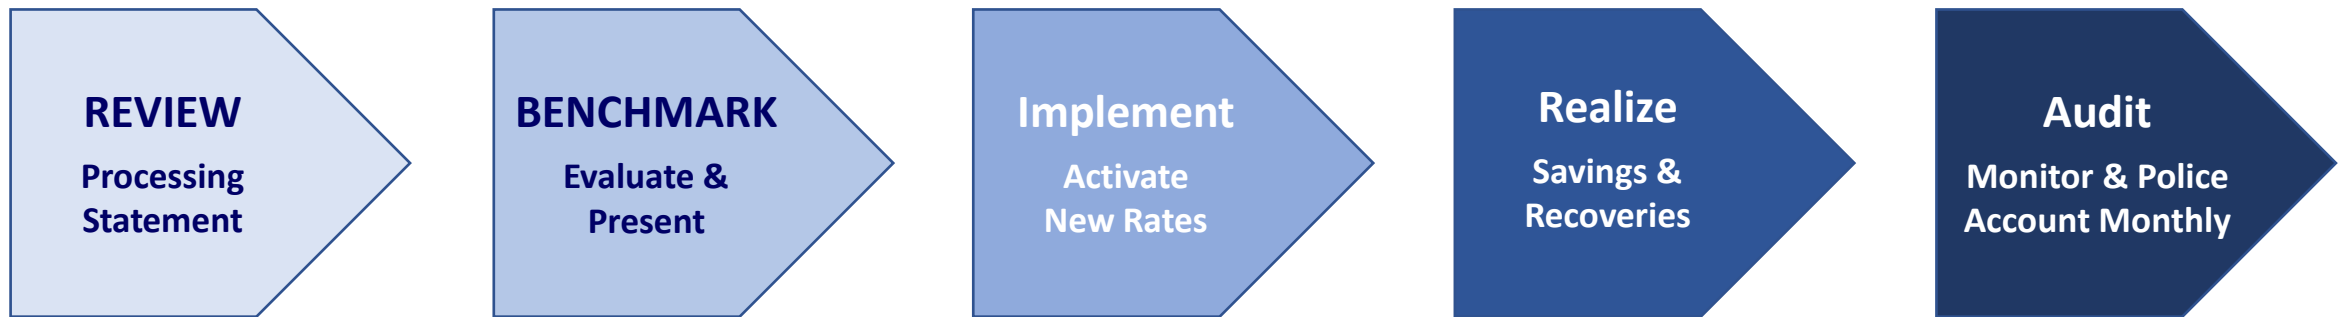 REVIEW
Processing
Statement
BENCHMARK
Evaluate &
Present
Implement
Activate
New Rates
Realize
Savings &
Recoveries
Audit
Monitor & Police
Account Monthly